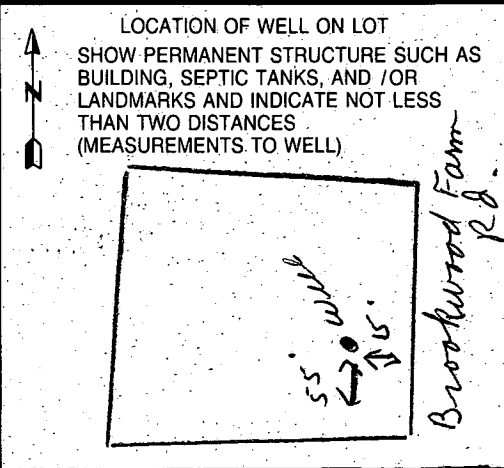 LOCATION OF WELL ON LOT
SHOW PERMANENT STRUCTURE SUCH AS
BUILDING, SEPTIC TANKS, AND / OR
LANDMARKS AND INDICATE NOT LESS
THAN TWO DISTANCES
(MEASUREMENTS TO WELL)
N
Well
15'
55'
Brookwood Farm
Rd.